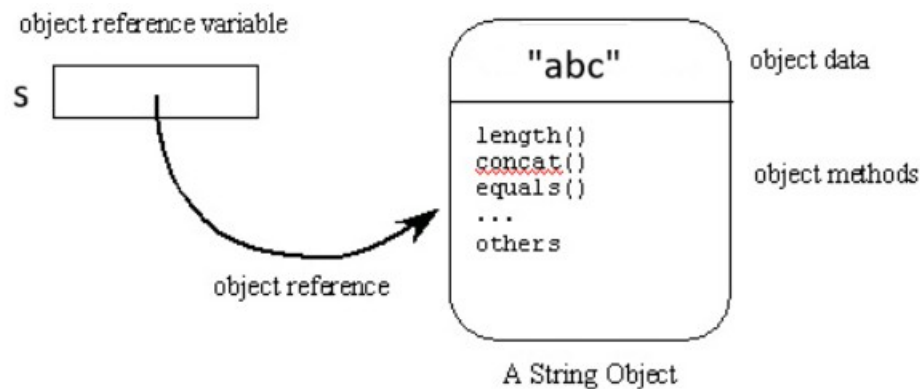 object reference variable
S
"abc"
object data
length()
concat()
equals()
...
others
object methods
object reference
A String Object